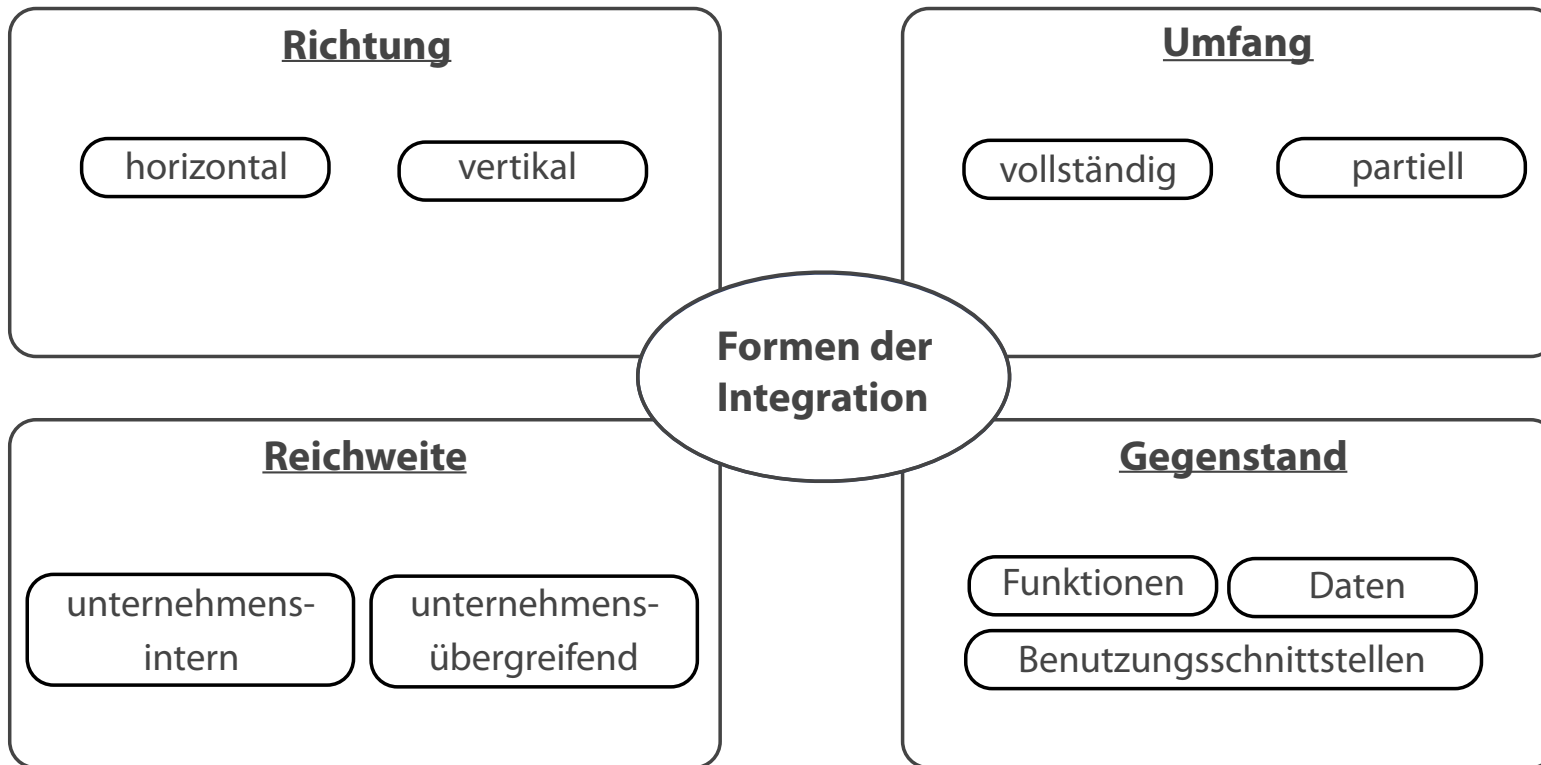 Richtung
horizontal
vertikal
Umfang
vollständig
partiell
Formen der
Integration
Reichweite
unternehmens-
intern
unternehmens-
übergreifend
Gegenstand
Funktionen
Daten
Benutzungsschnittstellen